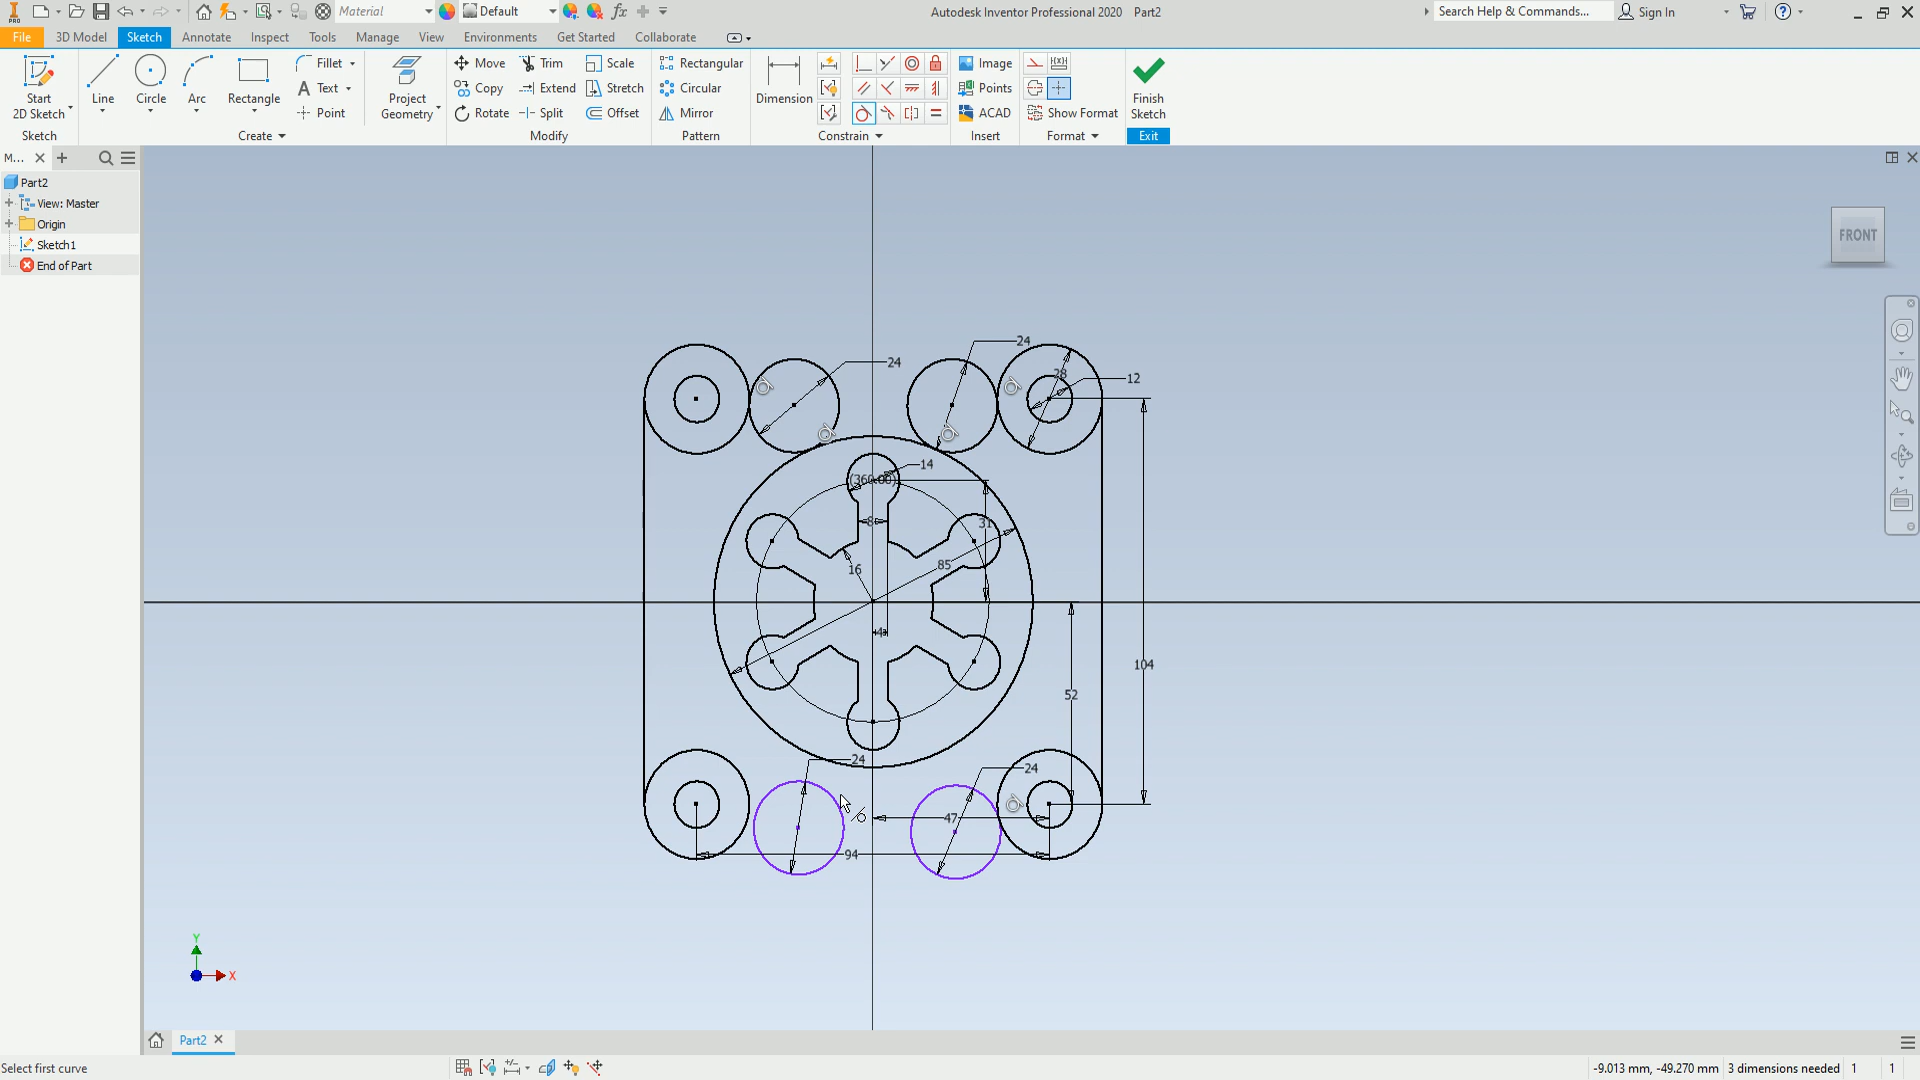 PRO
Material
Default
fx
Autodesk Inventor Professional 2020 Part2
Search Help & Commands...
Sign In
File
3D Model
Sketch
Annotate
Inspect
Tools
Manage
View
Environments
Get Started
Collaborate
Start
2D Sketch
Line
Circle
Arc
Rectangle
Fillet
Text
Point
Project
Geometry
Move
Copy
Rotate
Trim
Extend
Split
Scale
Stretch
Offset
Rectangular
Circular
Mirror
Dimension
Image
Points
ACAD
Show Format
Finish
Sketch
Sketch
Create
Modify
Pattern
Constrain
Insert
Format
Exit
M...
Part2
View: Master
Origin
Sketch1
End of Part
FRONT
24
24
28
12
14
(360.00)
8
31
16
85
4
104
52
24
24
47
94
Y
X
Part2
Select first curve
-9.013 mm, -49.270 mm
3 dimensions needed
1
1